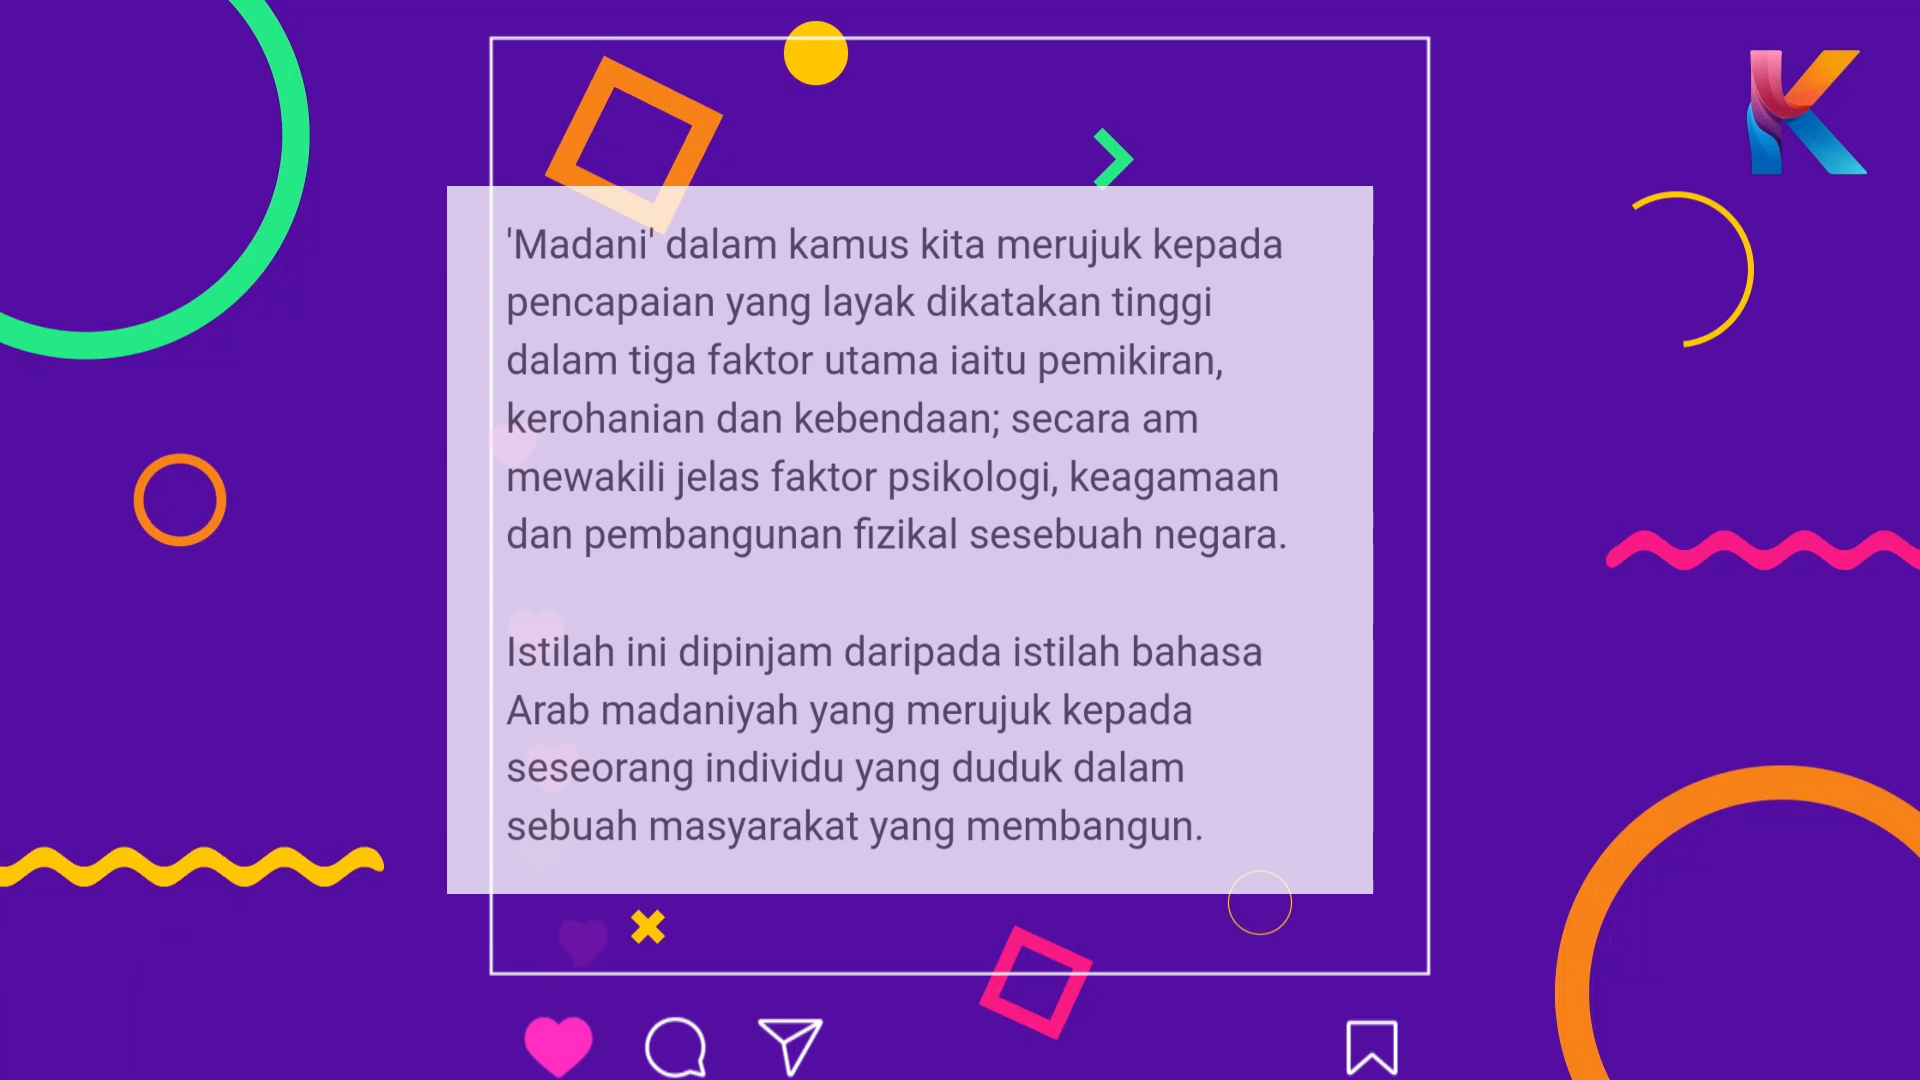 'Madani' dalam kamus kita merujuk kepada
pencapaian yang layak dikatakan tinggi
dalam tiga faktor utama iaitu pemikiran,
kerohanian dan kebendaan; secara am
mewakili jelas faktor psikologi, keagamaan
dan pembangunan fizikal sesebuah negara.
Istilah ini dipinjam daripada istilah bahasa
Arab madaniyah yang merujuk kepada
seseorang individu yang duduk dalam
sebuah masyarakat yang membangun.
K